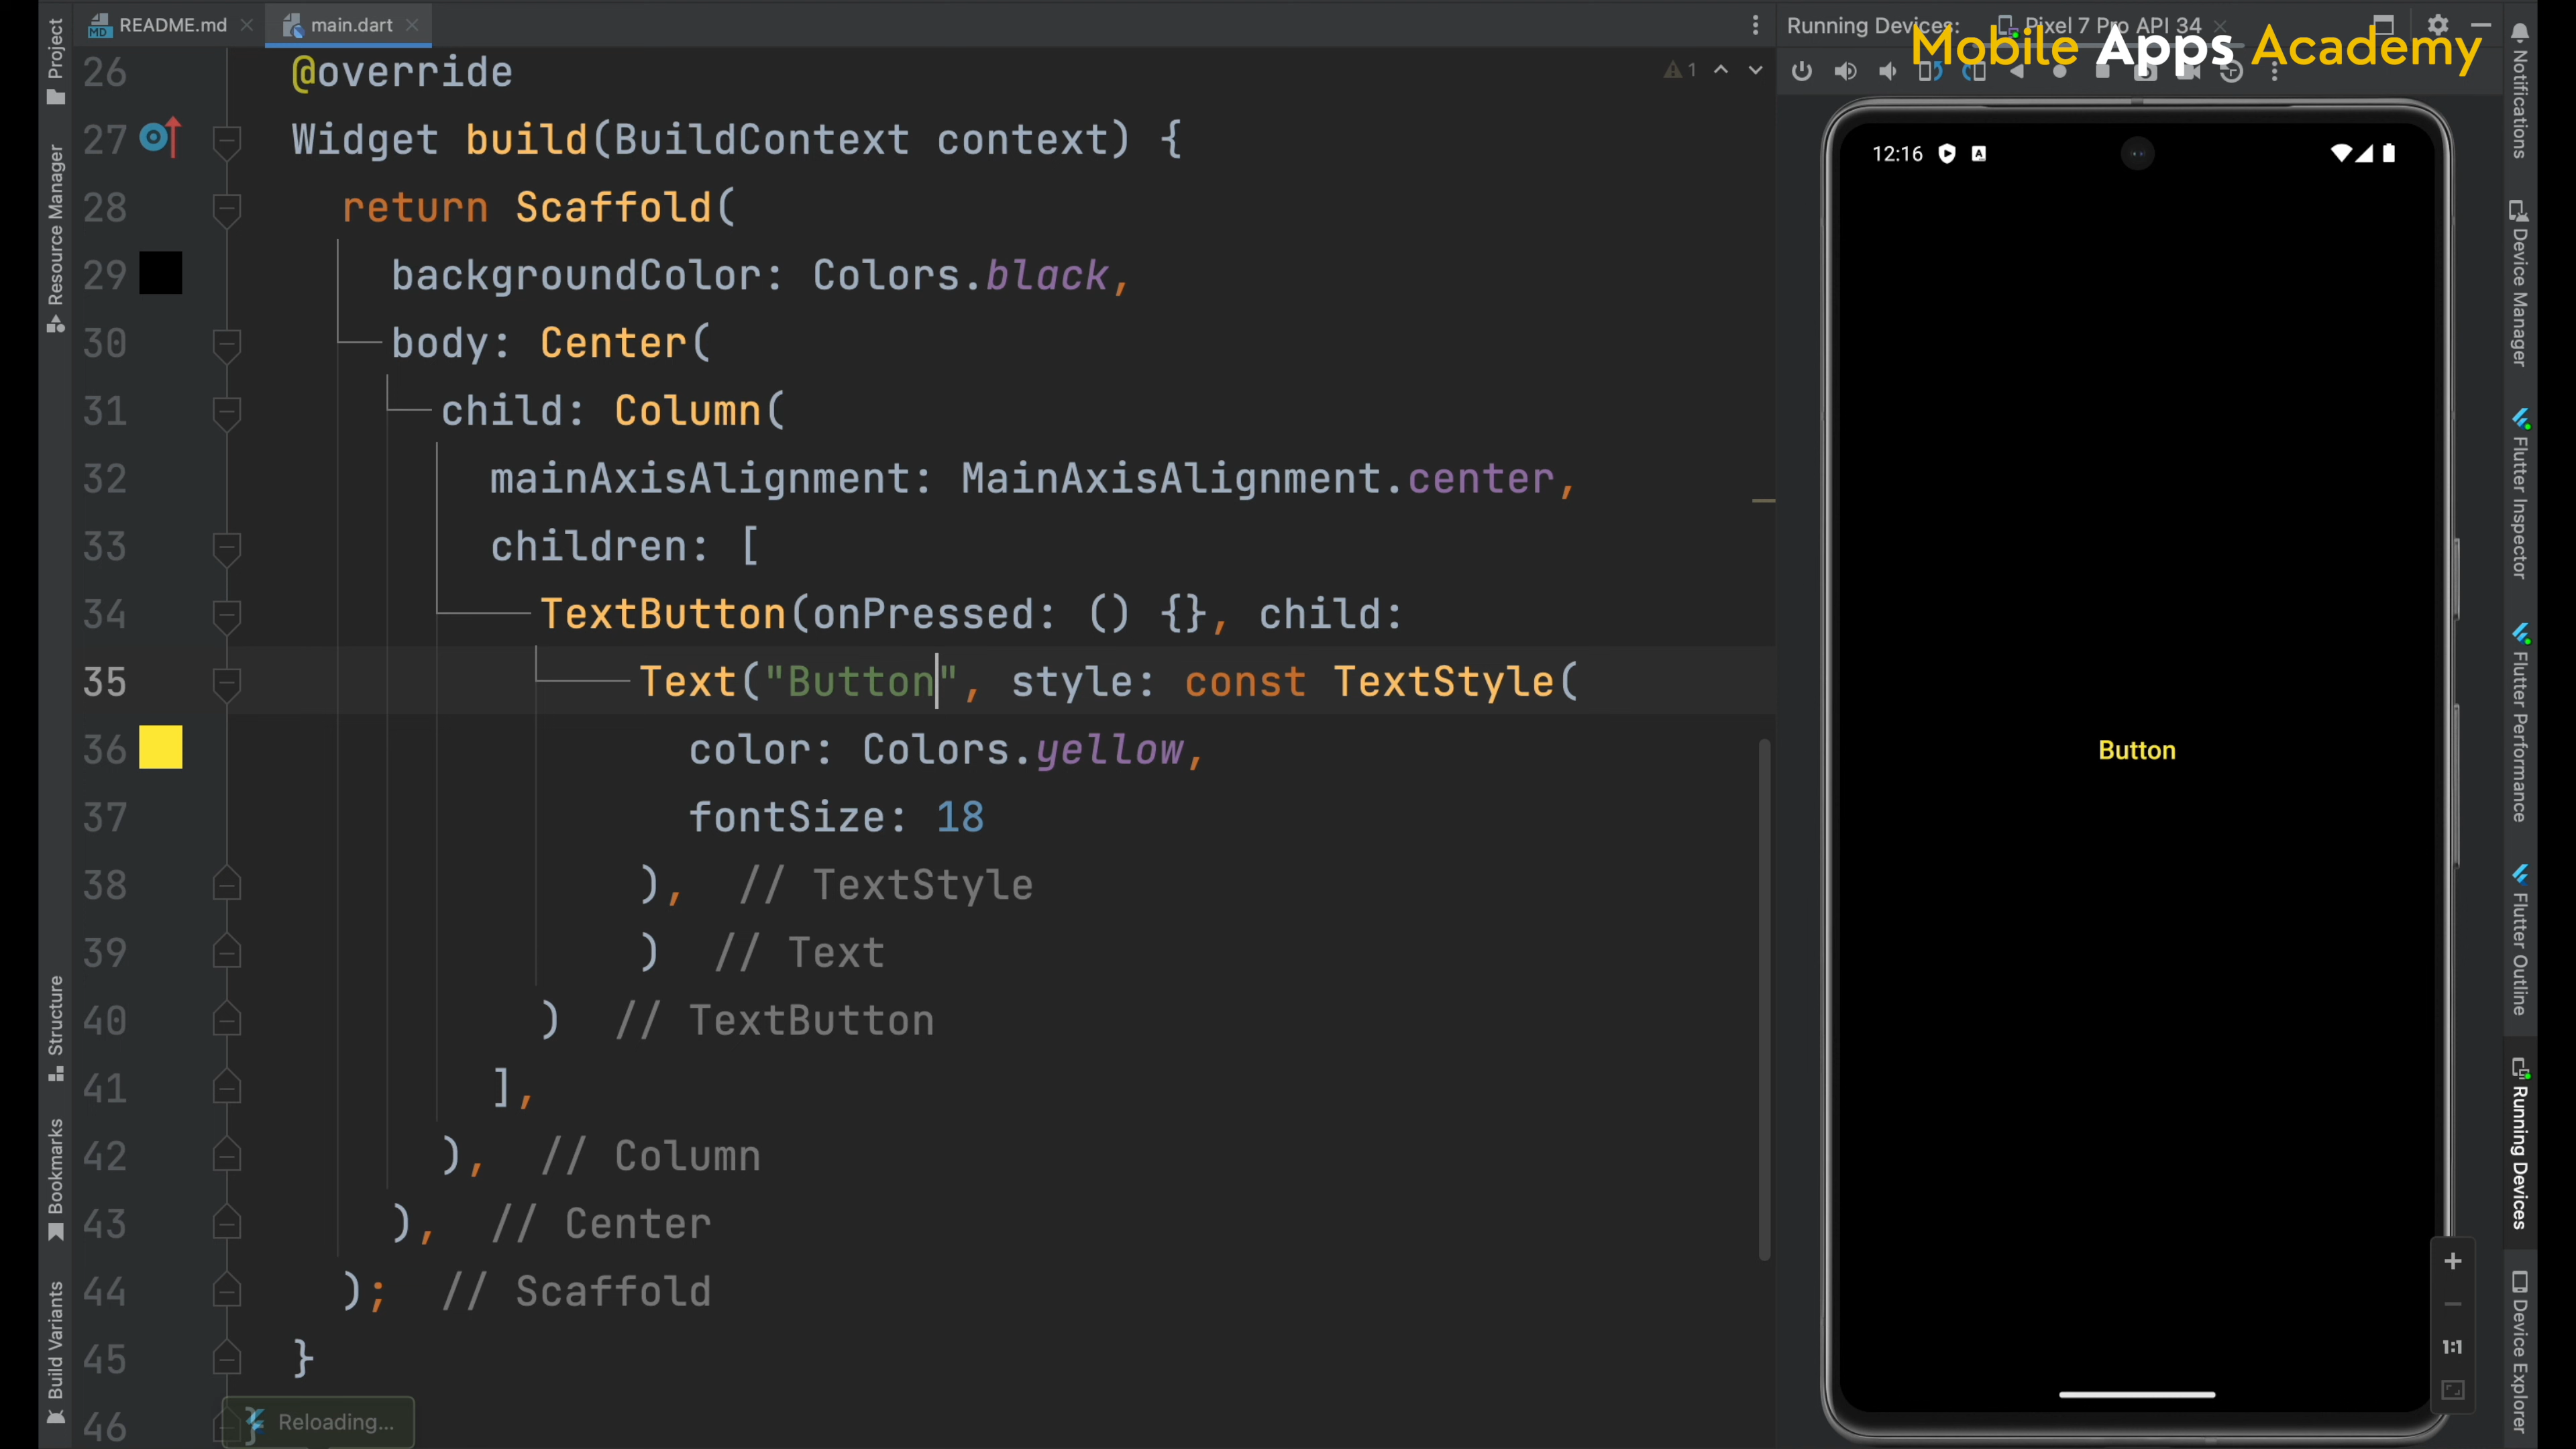 README.md
main.dart
Running Devices:
Pixel 7 Pro API 34
Mobile Apps Academy
Project
Resource Manager
Structure
Bookmarks
Build Variants
1
26 @override
27 Widget build(BuildContext context) {
28 return Scaffold(
29 backgroundColor: Colors.black,
30 body: Center(
31 child: Column(
32 mainAxisAlignment: MainAxisAlignment.center,
33 children: [
34 TextButton(onPressed: () {}, child:
35 Text("Button", style: const TextStyle(
36 color: Colors.yellow,
37 fontSize: 18
38 ), // TextStyle
39 ) // Text
40 ) // TextButton
41 ],
42 ), // Column
43 ), // Center
44 ); // Scaffold
45 }
46 }
Reloading...
12:16
Button
1:1
Notifications
Device Manager
Flutter Inspector
Flutter Performance
Flutter Outline
Running Devices
Device Explorer